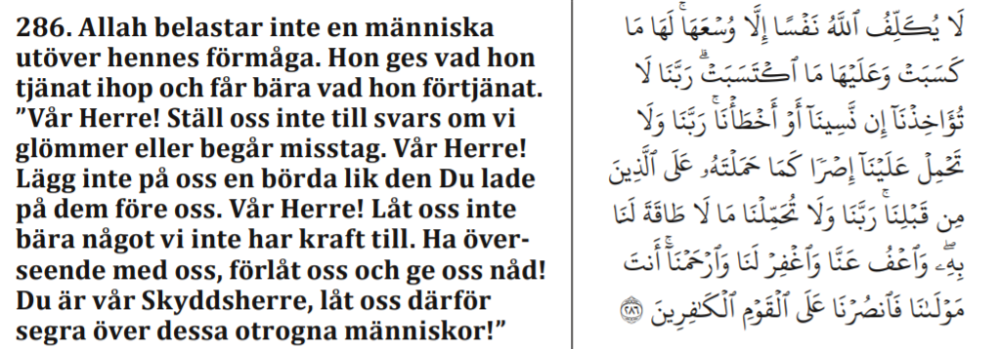 286. Allah belastar inte en människa
utöver hennes förmåga. Hon ges vad hon
tjänat ihop och får bära vad hon förtjänat.
”Vår Herre! Ställ oss inte till svars om vi
glömmer eller begår misstag. Vår Herre!
Lägg inte på oss en börda lik den Du lade
på dem före oss. Vår Herre! Låt oss inte
bära något vi inte har kraft till. Ha över-
seende med oss, förlåt oss och ge oss nåd!
Du är vår Skyddsherre, låt oss därför
segra över dessa otrogna människor!”
لَا يُكَلِّفُ ٱللَّهُ نَفۡسًا إِلَّا وُسۡعَهَاۚ لَهَا مَا
كَسَبَتۡ وَعَلَيۡهَا مَا ٱكۡتَسَبَتۡۗ رَبَّنَا لَا
تُؤَاخِذۡنَآ إِن نَّسِينَآ أَوۡ أَخۡطَأۡنَاۚ رَبَّنَا وَلَا
تَحۡمِلۡ عَلَيۡنَآ إِصۡرٗا كَمَا حَمَلۡتَهُۥ عَلَى ٱلَّذِينَ
مِن قَبۡلِنَاۚ رَبَّنَا وَلَا تُحَمِّلۡنَا مَا لَا طَاقَةَ لَنَا
بِهِۦۖ وَٱعۡفُ عَنَّا وَٱغۡفِرۡ لَنَا وَٱرۡحَمۡنَآۚ أَنتَ
مَوۡلَىٰنَا فَٱنصُرۡنَا عَلَى ٱلۡقَوۡمِ ٱلۡكَٰفِرِينَ ٢٨٦